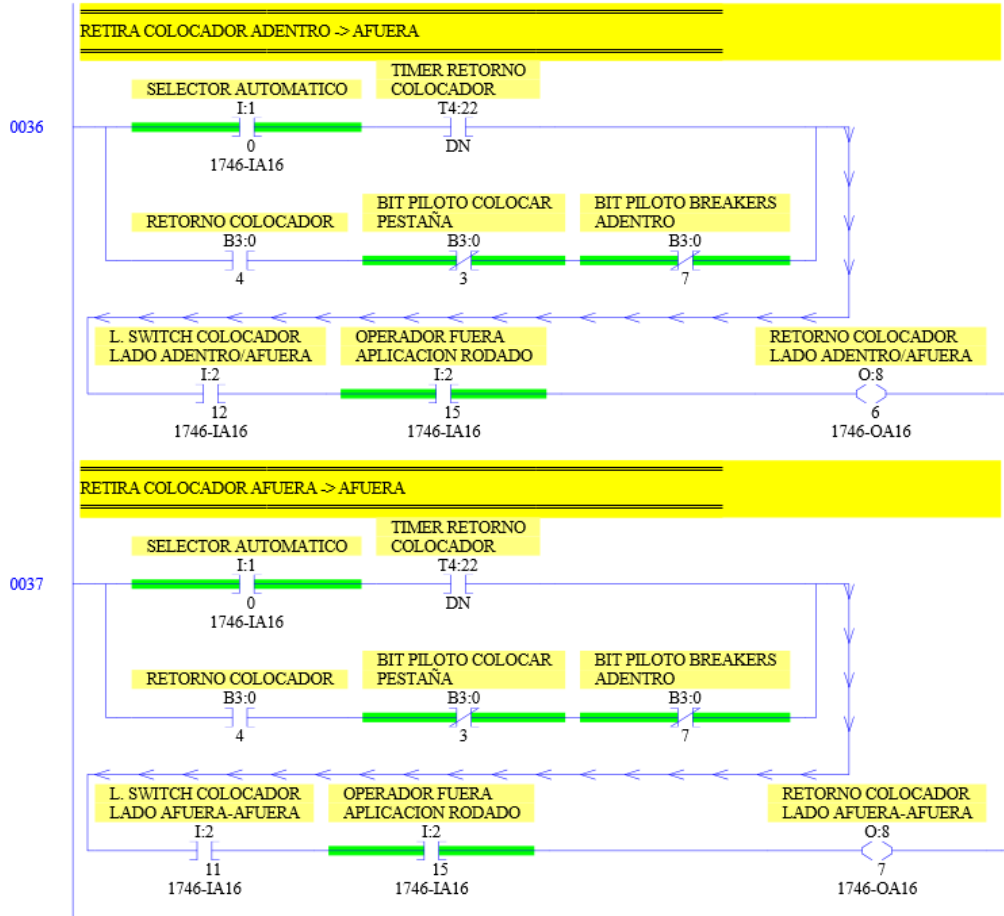 RETIRA COLOCADOR ADENTRO -> AFUERA
SELECTOR AUTOMATICO
I:1
0
1746-IA16
TIMER RETORNO
COLOCADOR
T4:22
DN
0036
RETORNO COLOCADOR
B3:0
4
BIT PILOTO COLOCAR
PESTAÑA
B3:0
3
BIT PILOTO BREAKERS
ADENTRO
B3:0
7
L. SWITCH COLOCADOR
LADO ADENTRO/AFUERA
I:2
12
1746-IA16
OPERADOR FUERA
APLICACION RODADO
I:2
15
1746-IA16
RETORNO COLOCADOR
LADO ADENTRO/AFUERA
O:8
6
1746-OA16
RETIRA COLOCADOR AFUERA -> AFUERA
SELECTOR AUTOMATICO
I:1
0
1746-IA16
TIMER RETORNO
COLOCADOR
T4:22
DN
0037
RETORNO COLOCADOR
B3:0
4
BIT PILOTO COLOCAR
PESTAÑA
B3:0
3
BIT PILOTO BREAKERS
ADENTRO
B3:0
7
L. SWITCH COLOCADOR
LADO AFUERA-AFUERA
I:2
11
1746-IA16
OPERADOR FUERA
APLICACION RODADO
I:2
15
1746-IA16
RETORNO COLOCADOR
LADO AFUERA-AFUERA
O:8
7
1746-OA16